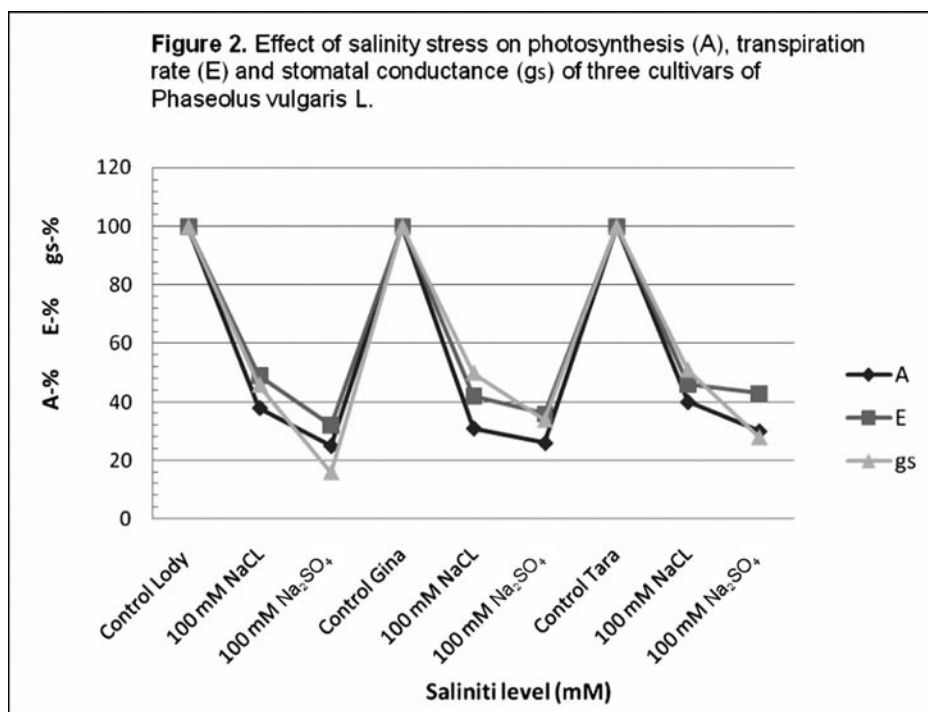 Figure 2. Effect of salinity stress on photosynthesis (A), transpiration
rate (E) and stomatal conductance (gs) of three cultivars of
Phaseolus vulgaris L.
A-% E-% gs-%
120
100
80
60
40
20
0
A
E
gs
Control Lody
100 mM NaCL
100 mM Na₂SO₄
Control Gina
100 mM NaCL
100 mM Na₂SO₄
Control Tara
100 mM NaCL
100 mM Na₂SO₄
Saliniti level (mM)